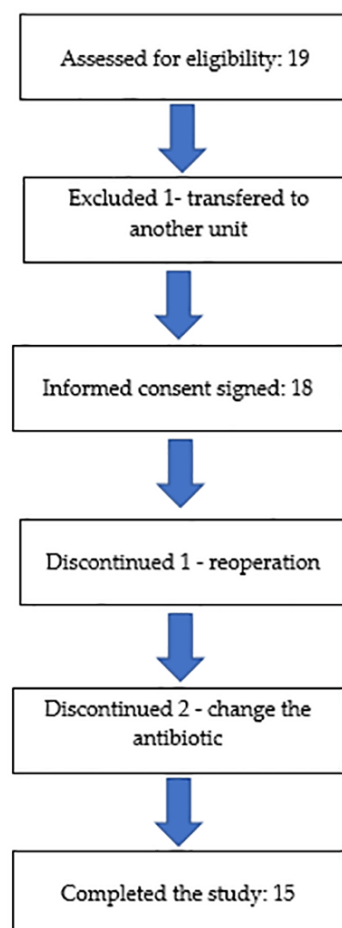 Assessed for eligibility: 19
Excluded 1- transfered to
another unit
Informed consent signed: 18
Discontinued 1 - reoperation
Discontinued 2 - change the
antibiotic
Completed the study: 15